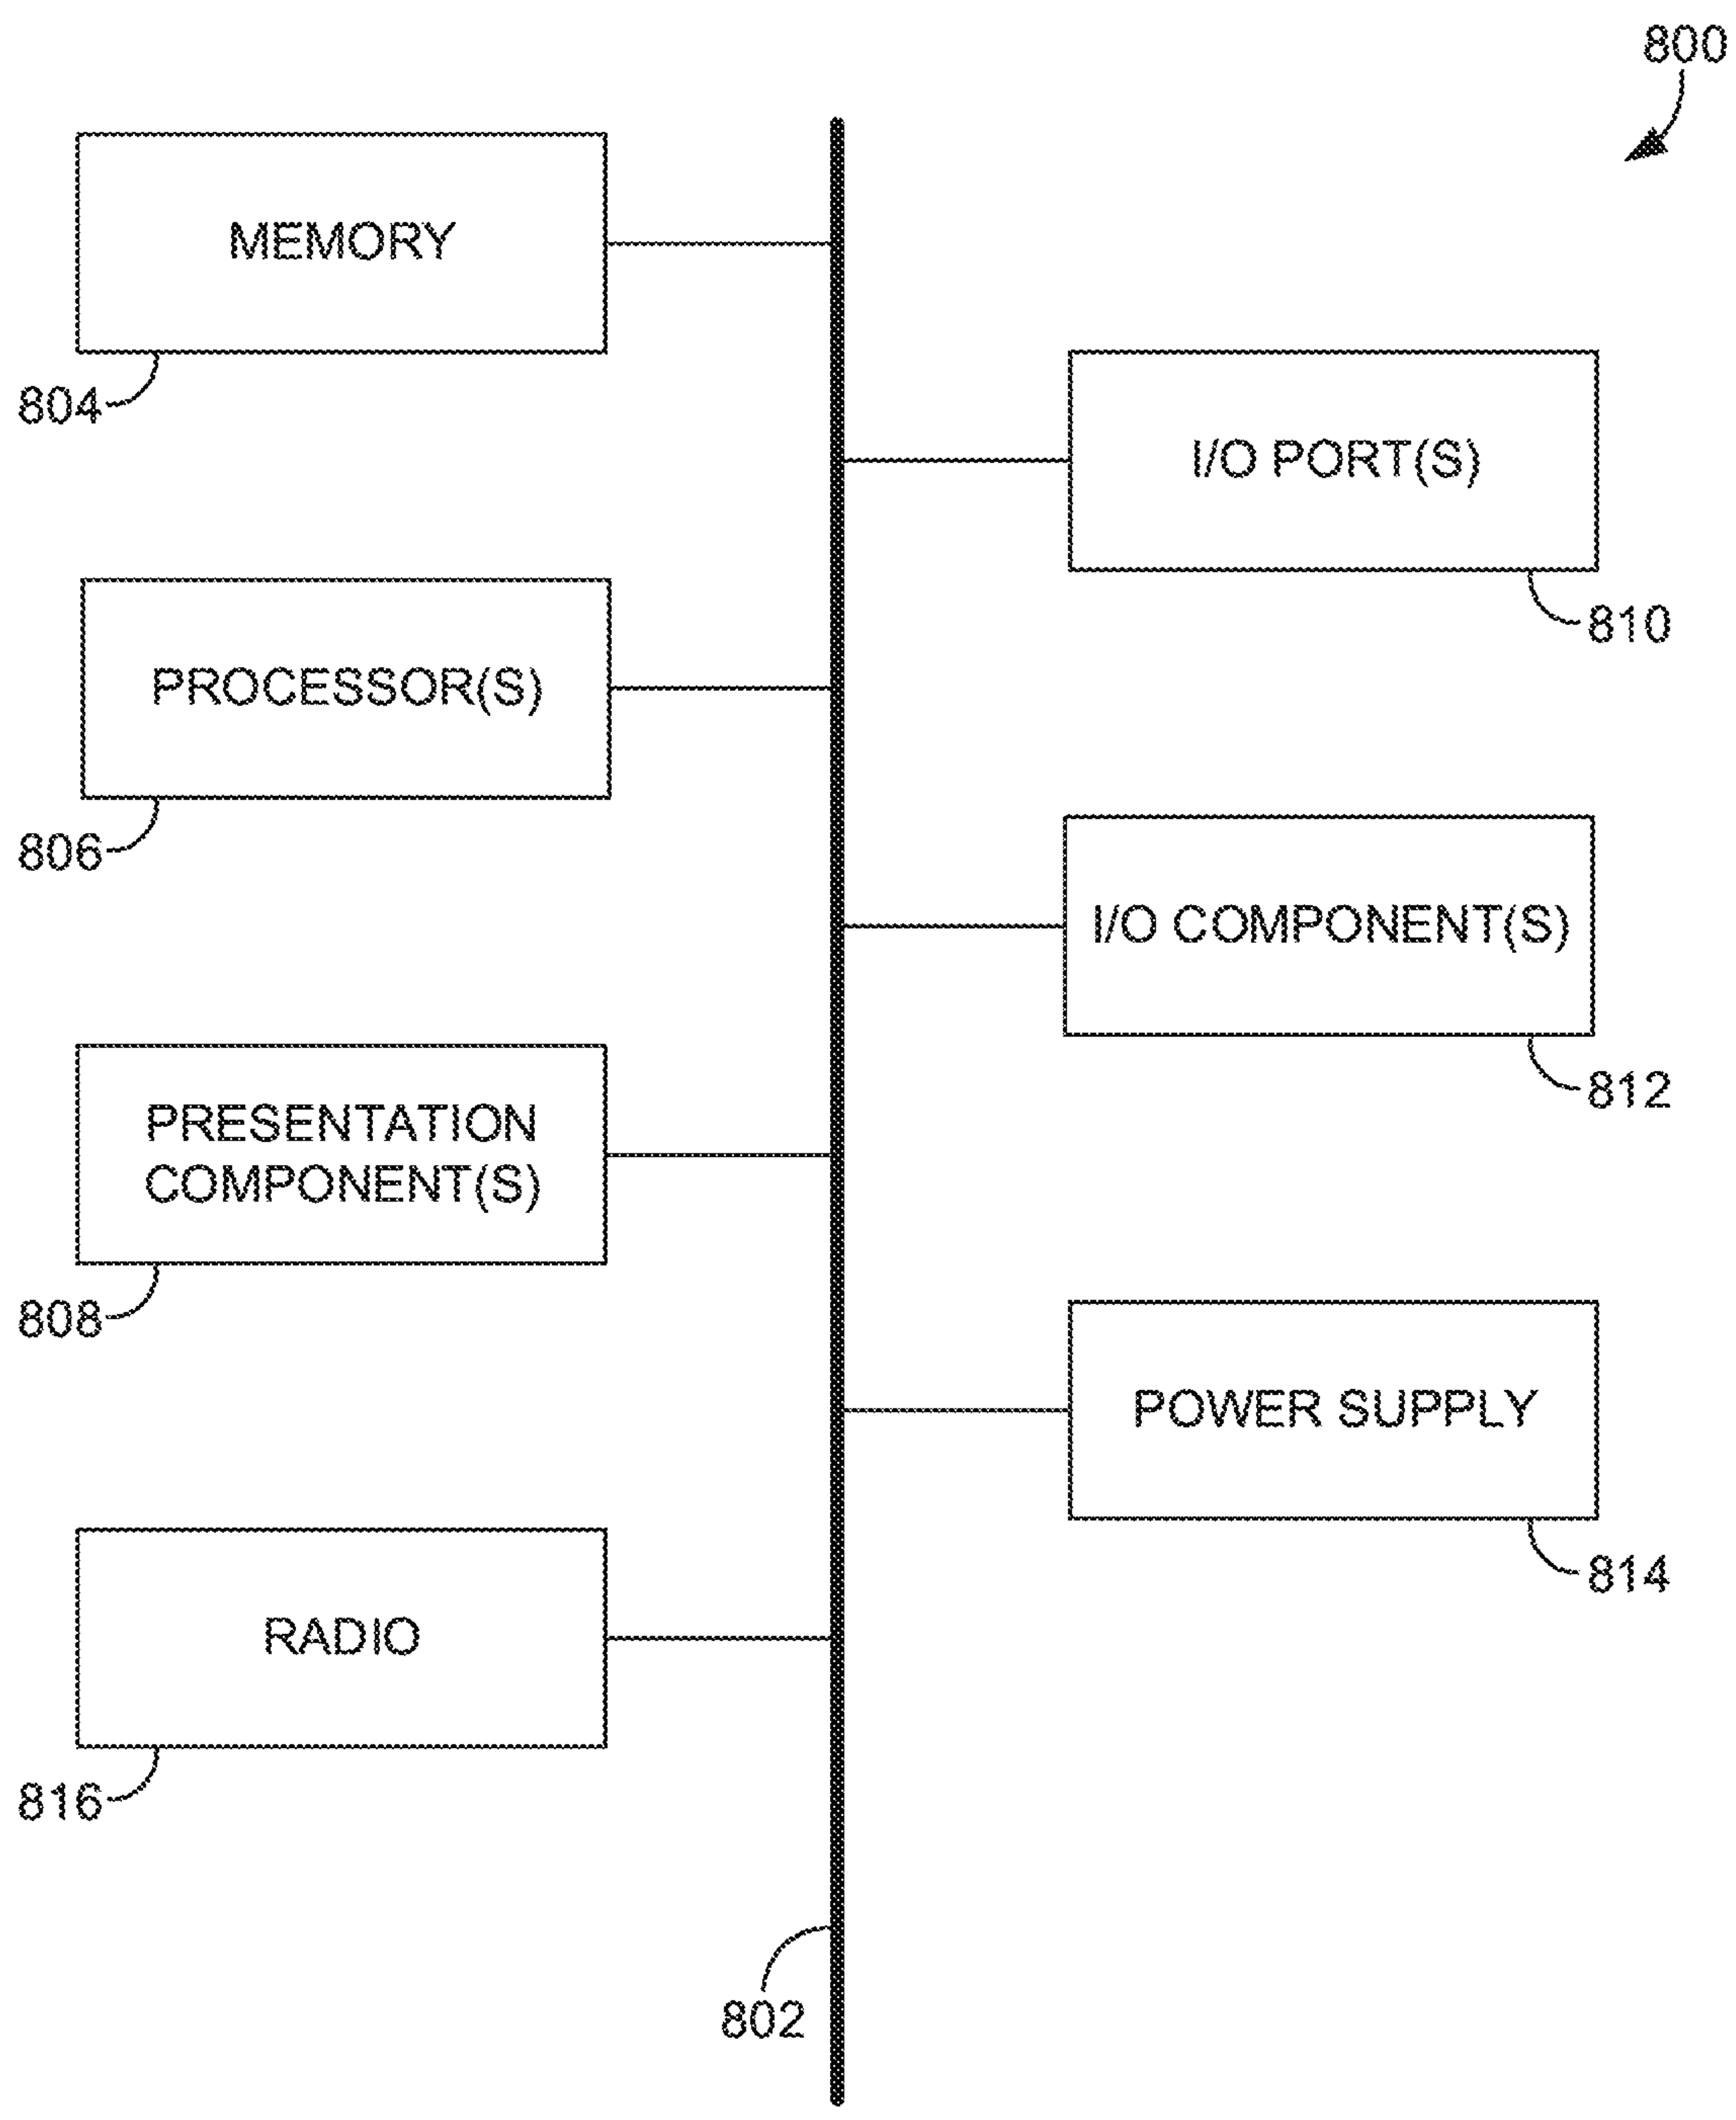 800
MEMORY
804
I/O PORT(S)
810
PROCESSOR(S)
806
I/O COMPONENT(S)
812
PRESENTATION
COMPONENT(S)
808
POWER SUPPLY
814
RADIO
816
802